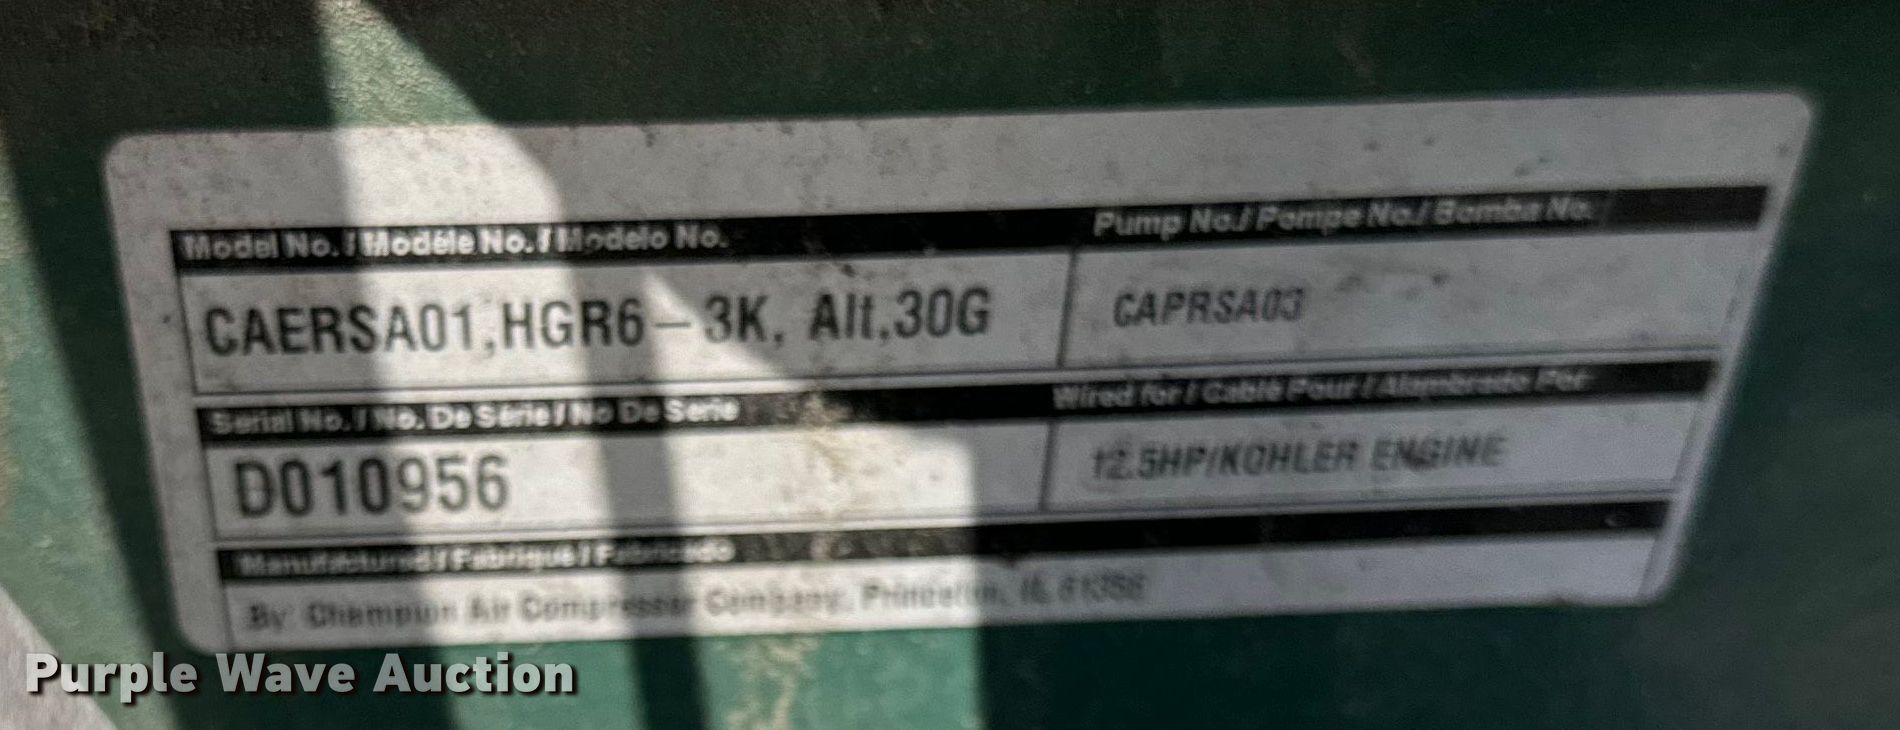 Model No. / Modéle No. / Modelo No.
Pump No./ Pompe No./ Bomba No.
CAERSA01,HGR6-3K, Alt,30G
CAPRSA03
Serial No. / No. De Série / No De Serie
Wired for / Cablé Pour / Alambrado Por
D010956
12.5HP/KOHLER ENGINE
Manufactured / Fabriqué / Fabricado
By: Champion Air Compressor Company, Princeton, IL 61356
Purple Wave Auction